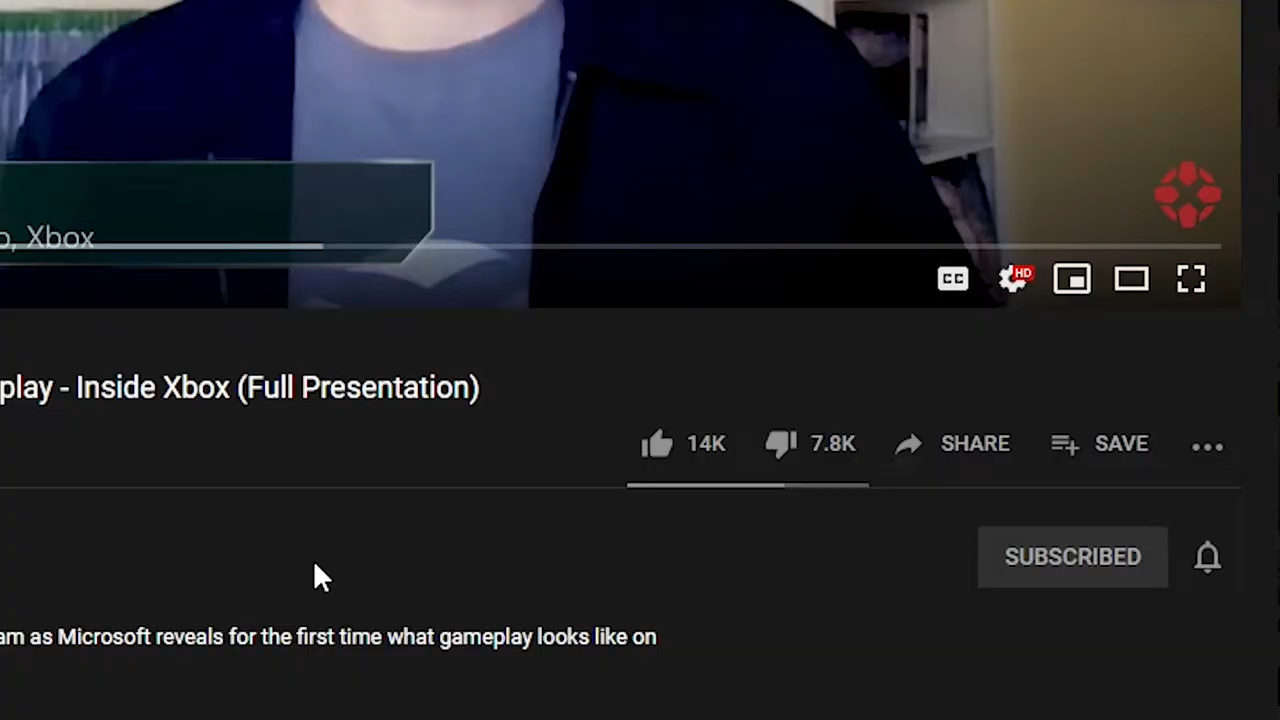 o, Xbox
CC
HD
play - Inside Xbox (Full Presentation)
14K 7.8K SHARE SAVE
SUBSCRIBED
am as Microsoft reveals for the first time what gameplay looks like on